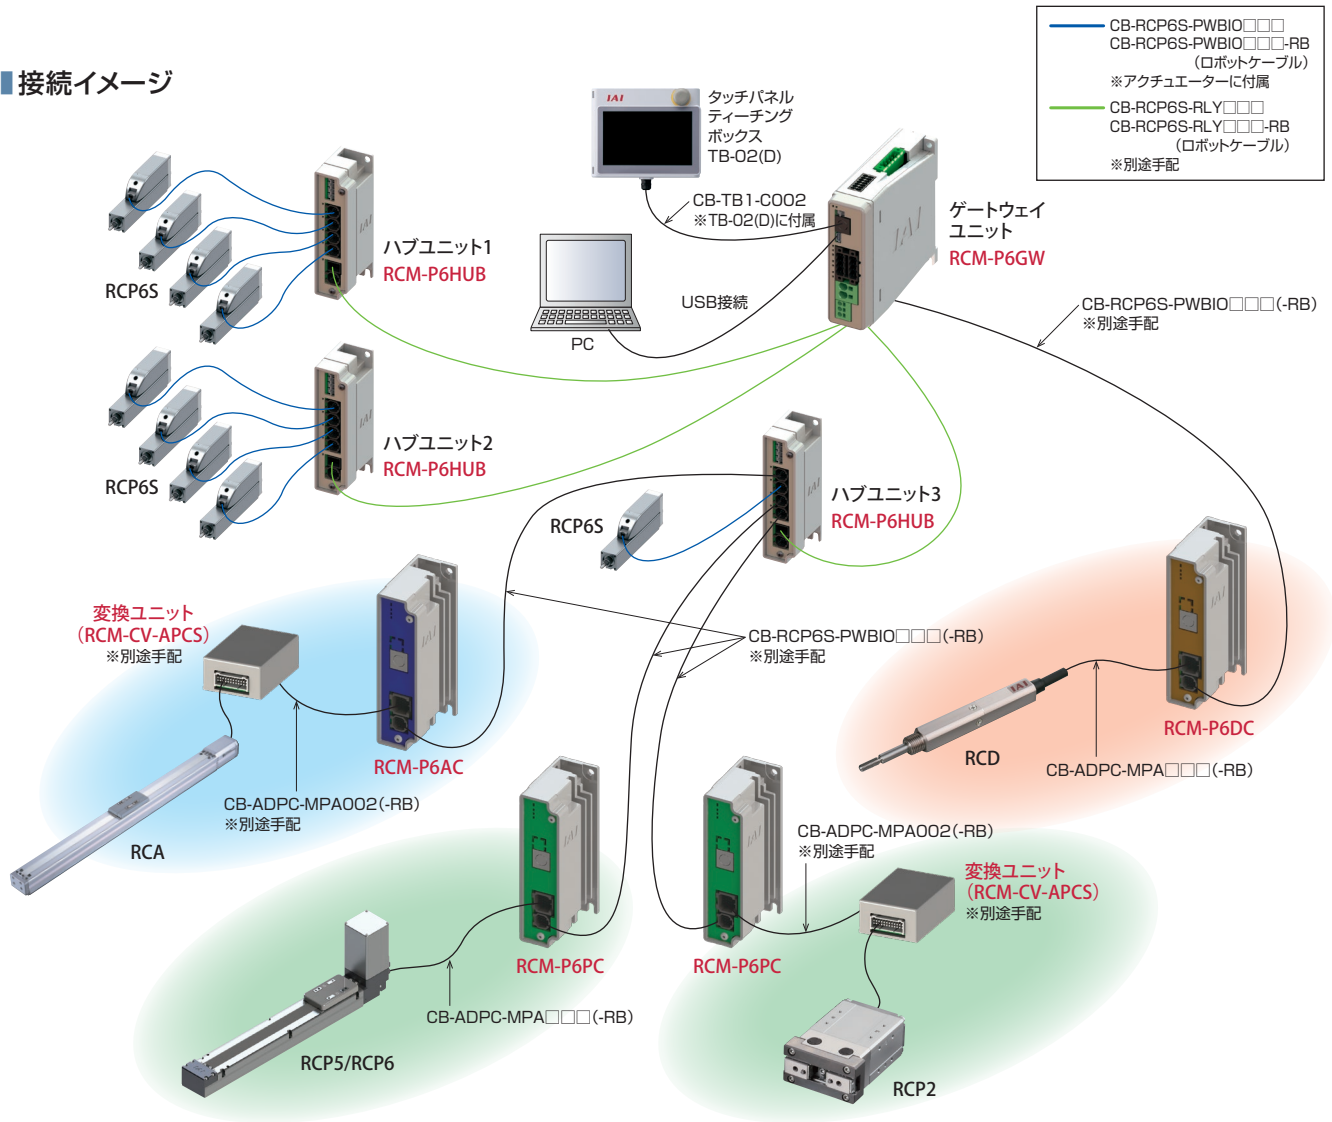 接続イメージ
CB-RCP6S-PWBIO□□□
CB-RCP6S-PWBIO□□□-RB
(ロボットケーブル)
※アクチュエーターに付属
CB-RCP6S-RLY□□□
CB-RCP6S-RLY□□□-RB
(ロボットケーブル)
※別途手配
IAI
タッチパネル
ティーチング
ボックス
TB-02(D)
CB-TB1-C002
※TB-02(D)に付属
IAI
ゲートウェイ
ユニット
RCM-P6GW
RCP6S
IAI
ハブユニット1
RCM-P6HUB
USB接続
PC
CB-RCP6S-PWBIO□□□(-RB)
※別途手配
RCP6S
IAI
ハブユニット2
RCM-P6HUB
RCP6S
IAI
ハブユニット3
RCM-P6HUB
変換ユニット
(RCM-CV-APCS)
※別途手配
IAI
RCM-P6AC
CB-RCP6S-PWBIO□□□(-RB)
※別途手配
IAI
RCM-P6DC
IAI
RCD
CB-ADPC-MPA□□□(-RB)
CB-ADPC-MPA002(-RB)
※別途手配
RCA
IAI
RCM-P6PC
IAI
RCM-P6PC
CB-ADPC-MPA002(-RB)
※別途手配
変換ユニット
(RCM-CV-APCS)
※別途手配
CB-ADPC-MPA□□□(-RB)
RCP5/RCP6
RCP2